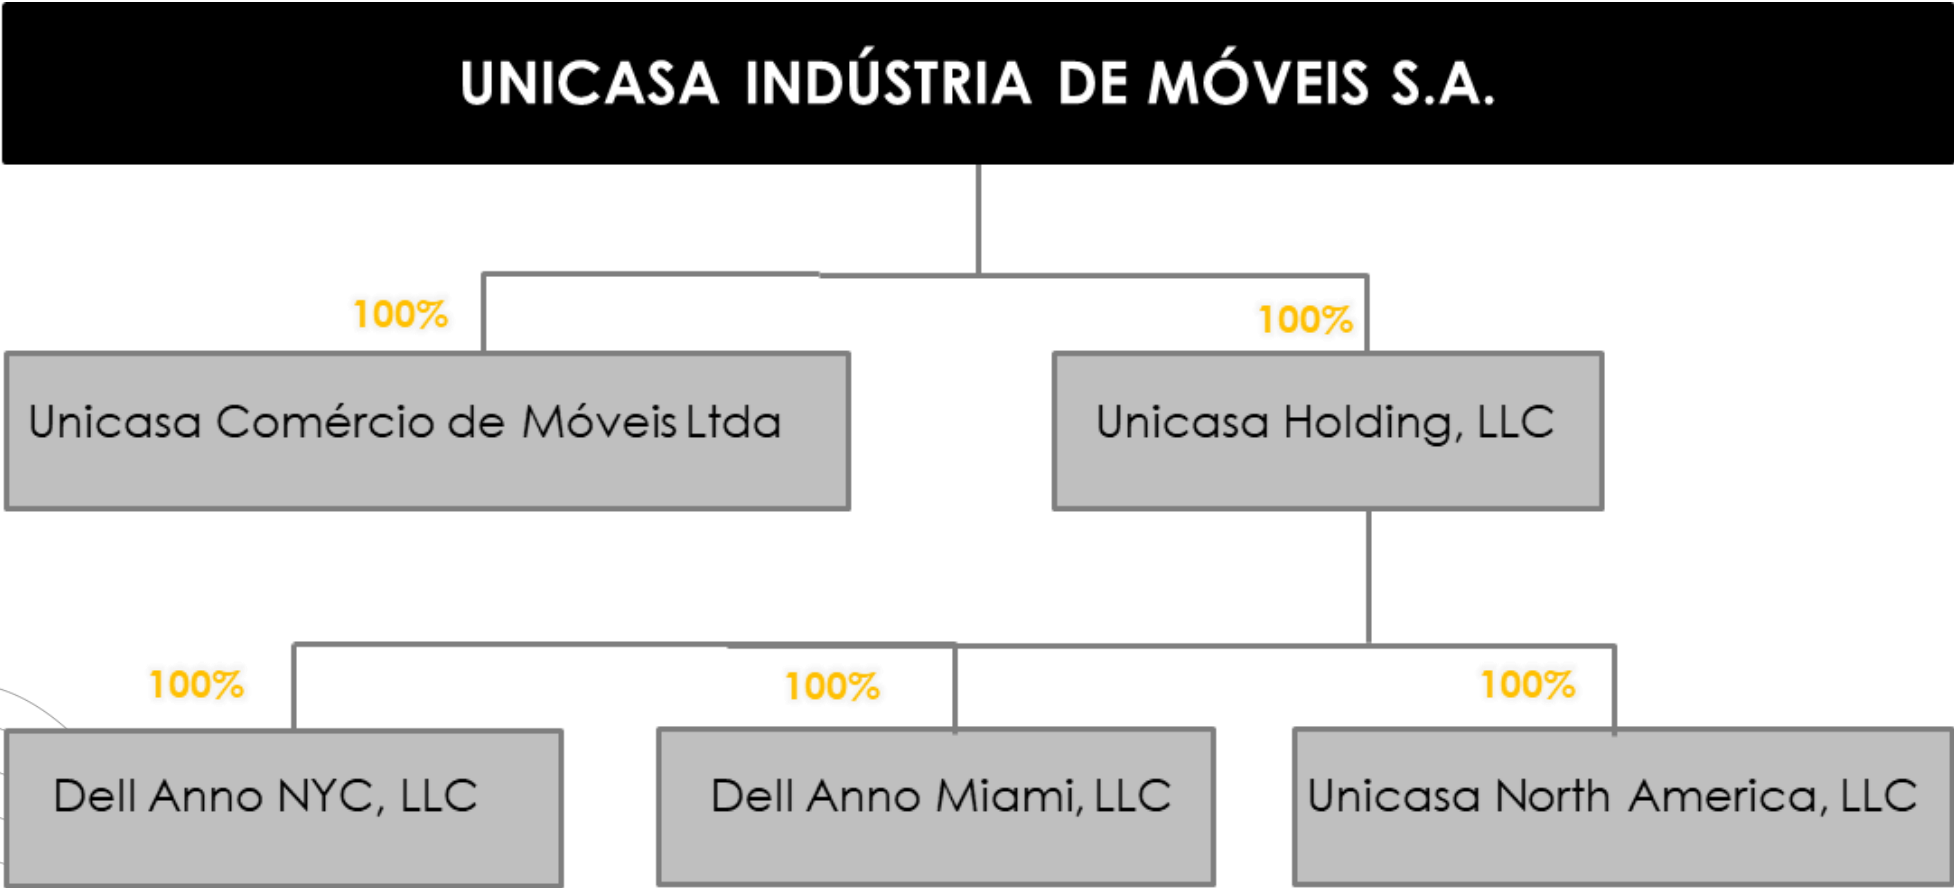 UNICASA INDÚSTRIA DE MÓVEIS S.A.
100%
100%
Unicasa Comércio de Móveis Ltda
Unicasa Holding, LLC
100%
100%
100%
Dell Anno NYC, LLC
Dell Anno Miami, LLC
Unicasa North America, LLC